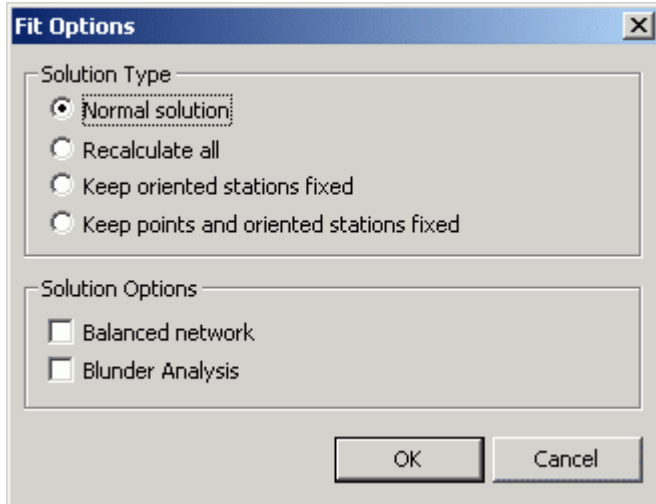 Fit Options
Solution Type
Normal solution
Recalculate all
Keep oriented stations fixed
Keep points and oriented stations fixed
Solution Options
Balanced network
Blunder Analysis
OK Cancel